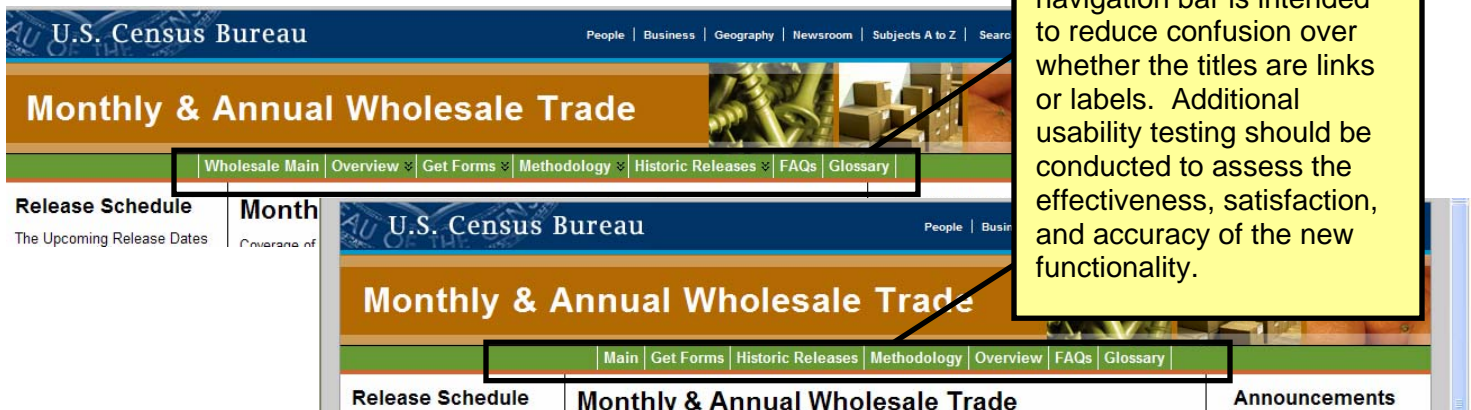 U.S. Census Bureau
People | Business | Geography | Newsroom | Subjects A to Z |
Monthly & Annual Wholesale Trade
Wholesale Main | Overview | Get Forms | Methodology | Historic Releases | FAQs | Glossary
Release Schedule
The Upcoming Release Dates
Month
Coverage of
navigation bar is intended
to reduce confusion over
whether the titles are links
or labels. Additional
usability testing should be
conducted to assess the
effectiveness, satisfaction,
and accuracy of the new
functionality.
U.S. Census Bureau
People |
Monthly & Annual Wholesale Trade
Main | Get Forms | Historic Releases | Methodology | Overview | FAQs | Glossary
Release Schedule
Monthly & Annual Wholesale Trade
Announcements